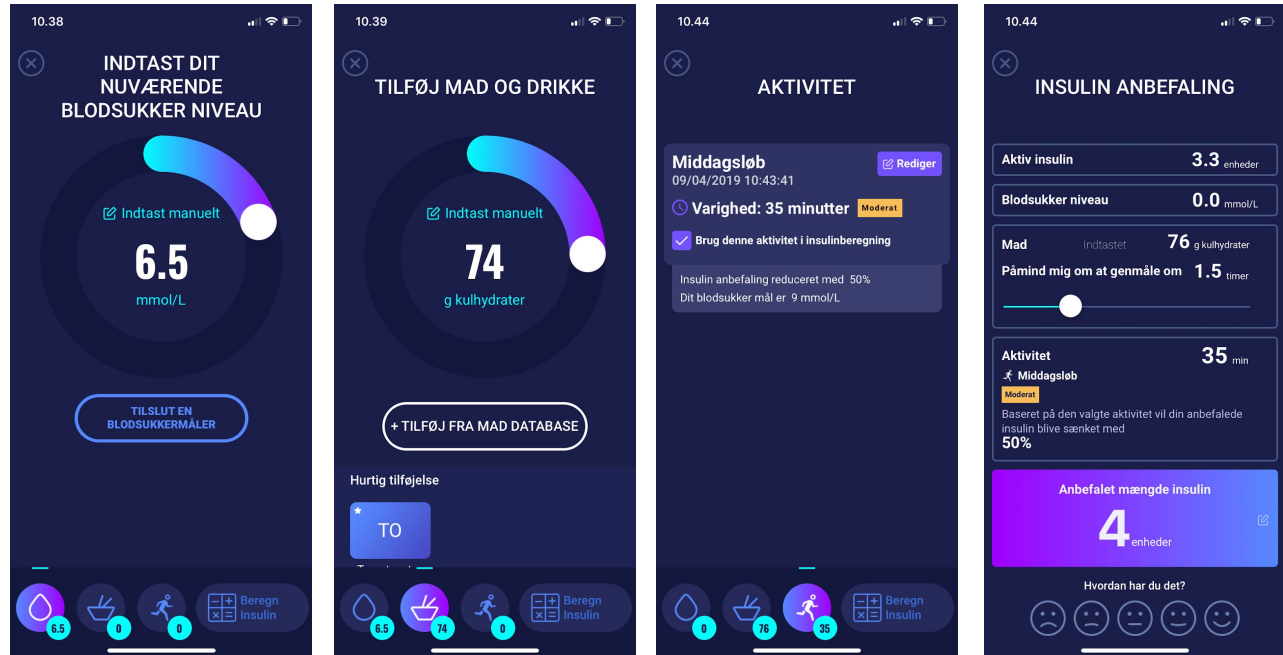 10.38
INDTAST DIT
NUVÆRENDE
BLODSUKKER NIVEAU
Indtast manuelt
6.5
mmol/L
TILSLUT EN
BLODSUKKERMÅLER
6.5
0
0
Beregn
Insulin
10.39
TILFØJ MAD OG DRIKKE
Indtast manuelt
74
g kulhydrater
+ TILFØJ FRA MAD DATABASE
Hurtig tilføjelse
TO
6.5
74
0
Beregn
Insulin
10.44
AKTIVITET
Middagsløb
Rediger
09/04/2019 10:43:41
Varighed: 35 minutter Moderat
Brug denne aktivitet i insulinberegning
Insulin anbefaling reduceret med 50%
Dit blodsukker mål er 9 mmol/L
0
76
35
Beregn
Insulin
10.44
INSULIN ANBEFALING
Aktiv insulin 3.3 enheder
Blodsukker niveau 0.0 mmol/L
Mad Indtastet 76 g kulhydrater
Påmind mig om at genmåle om 1.5 timer
Aktivitet 35 min
Middagsløb
Moderat
Baseret på den valgte aktivitet vil din anbefalede
insulin blive sænket med
50%
Anbefalet mængde insulin
4 enheder
Hvordan har du det?